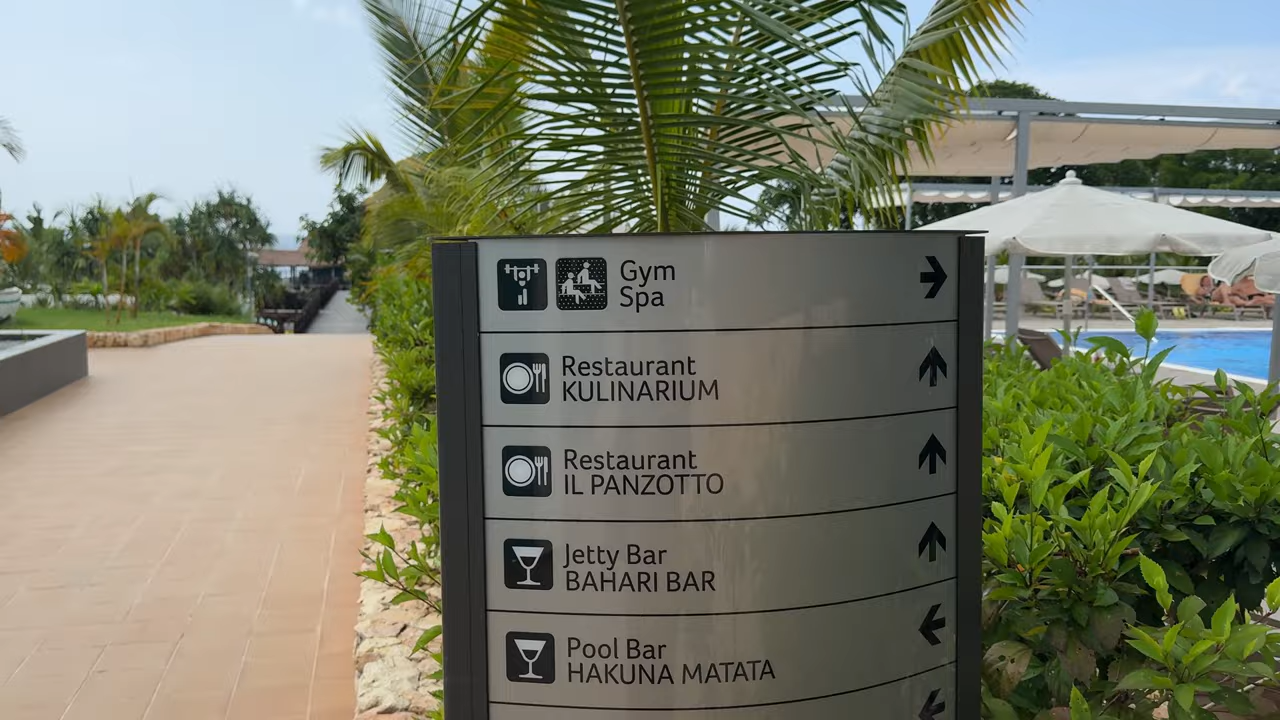 Gym
Spa
Restaurant
KULINARIUM
Restaurant
IL PANZOTTO
Jetty Bar
BAHARI BAR
Pool Bar
HAKUNA MATATA